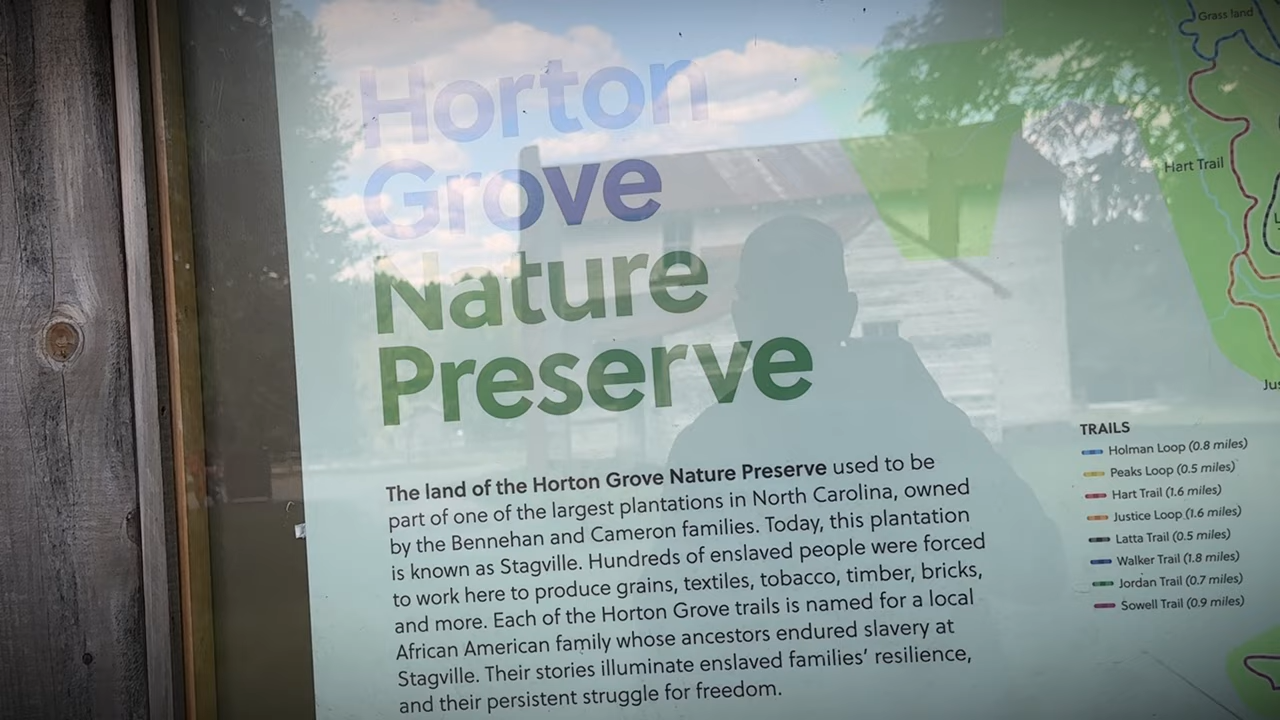 Horton
Grove
Nature
Preserve
The land of the Horton Grove Nature Preserve used to be
part of one of the largest plantations in North Carolina, owned
by the Bennehan and Cameron families. Today, this plantation
is known as Stagville. Hundreds of enslaved people were forced
to work here to produce grains, textiles, tobacco, timber, bricks,
and more. Each of the Horton Grove trails is named for a local
African American family whose ancestors endured slavery at
Stagville. Their stories illuminate enslaved families' resilience,
and their persistent struggle for freedom.
Grass land
Hart Trail
TRAILS
Holman Loop (0.8 miles)
Peaks Loop (0.5 miles)
Hart Trail (1.6 miles)
Justice Loop (1.6 miles)
Latta Trail (0.5 miles)
Walker Trail (1.8 miles)
Jordan Trail (0.7 miles)
Sowell Trail (0.9 miles)